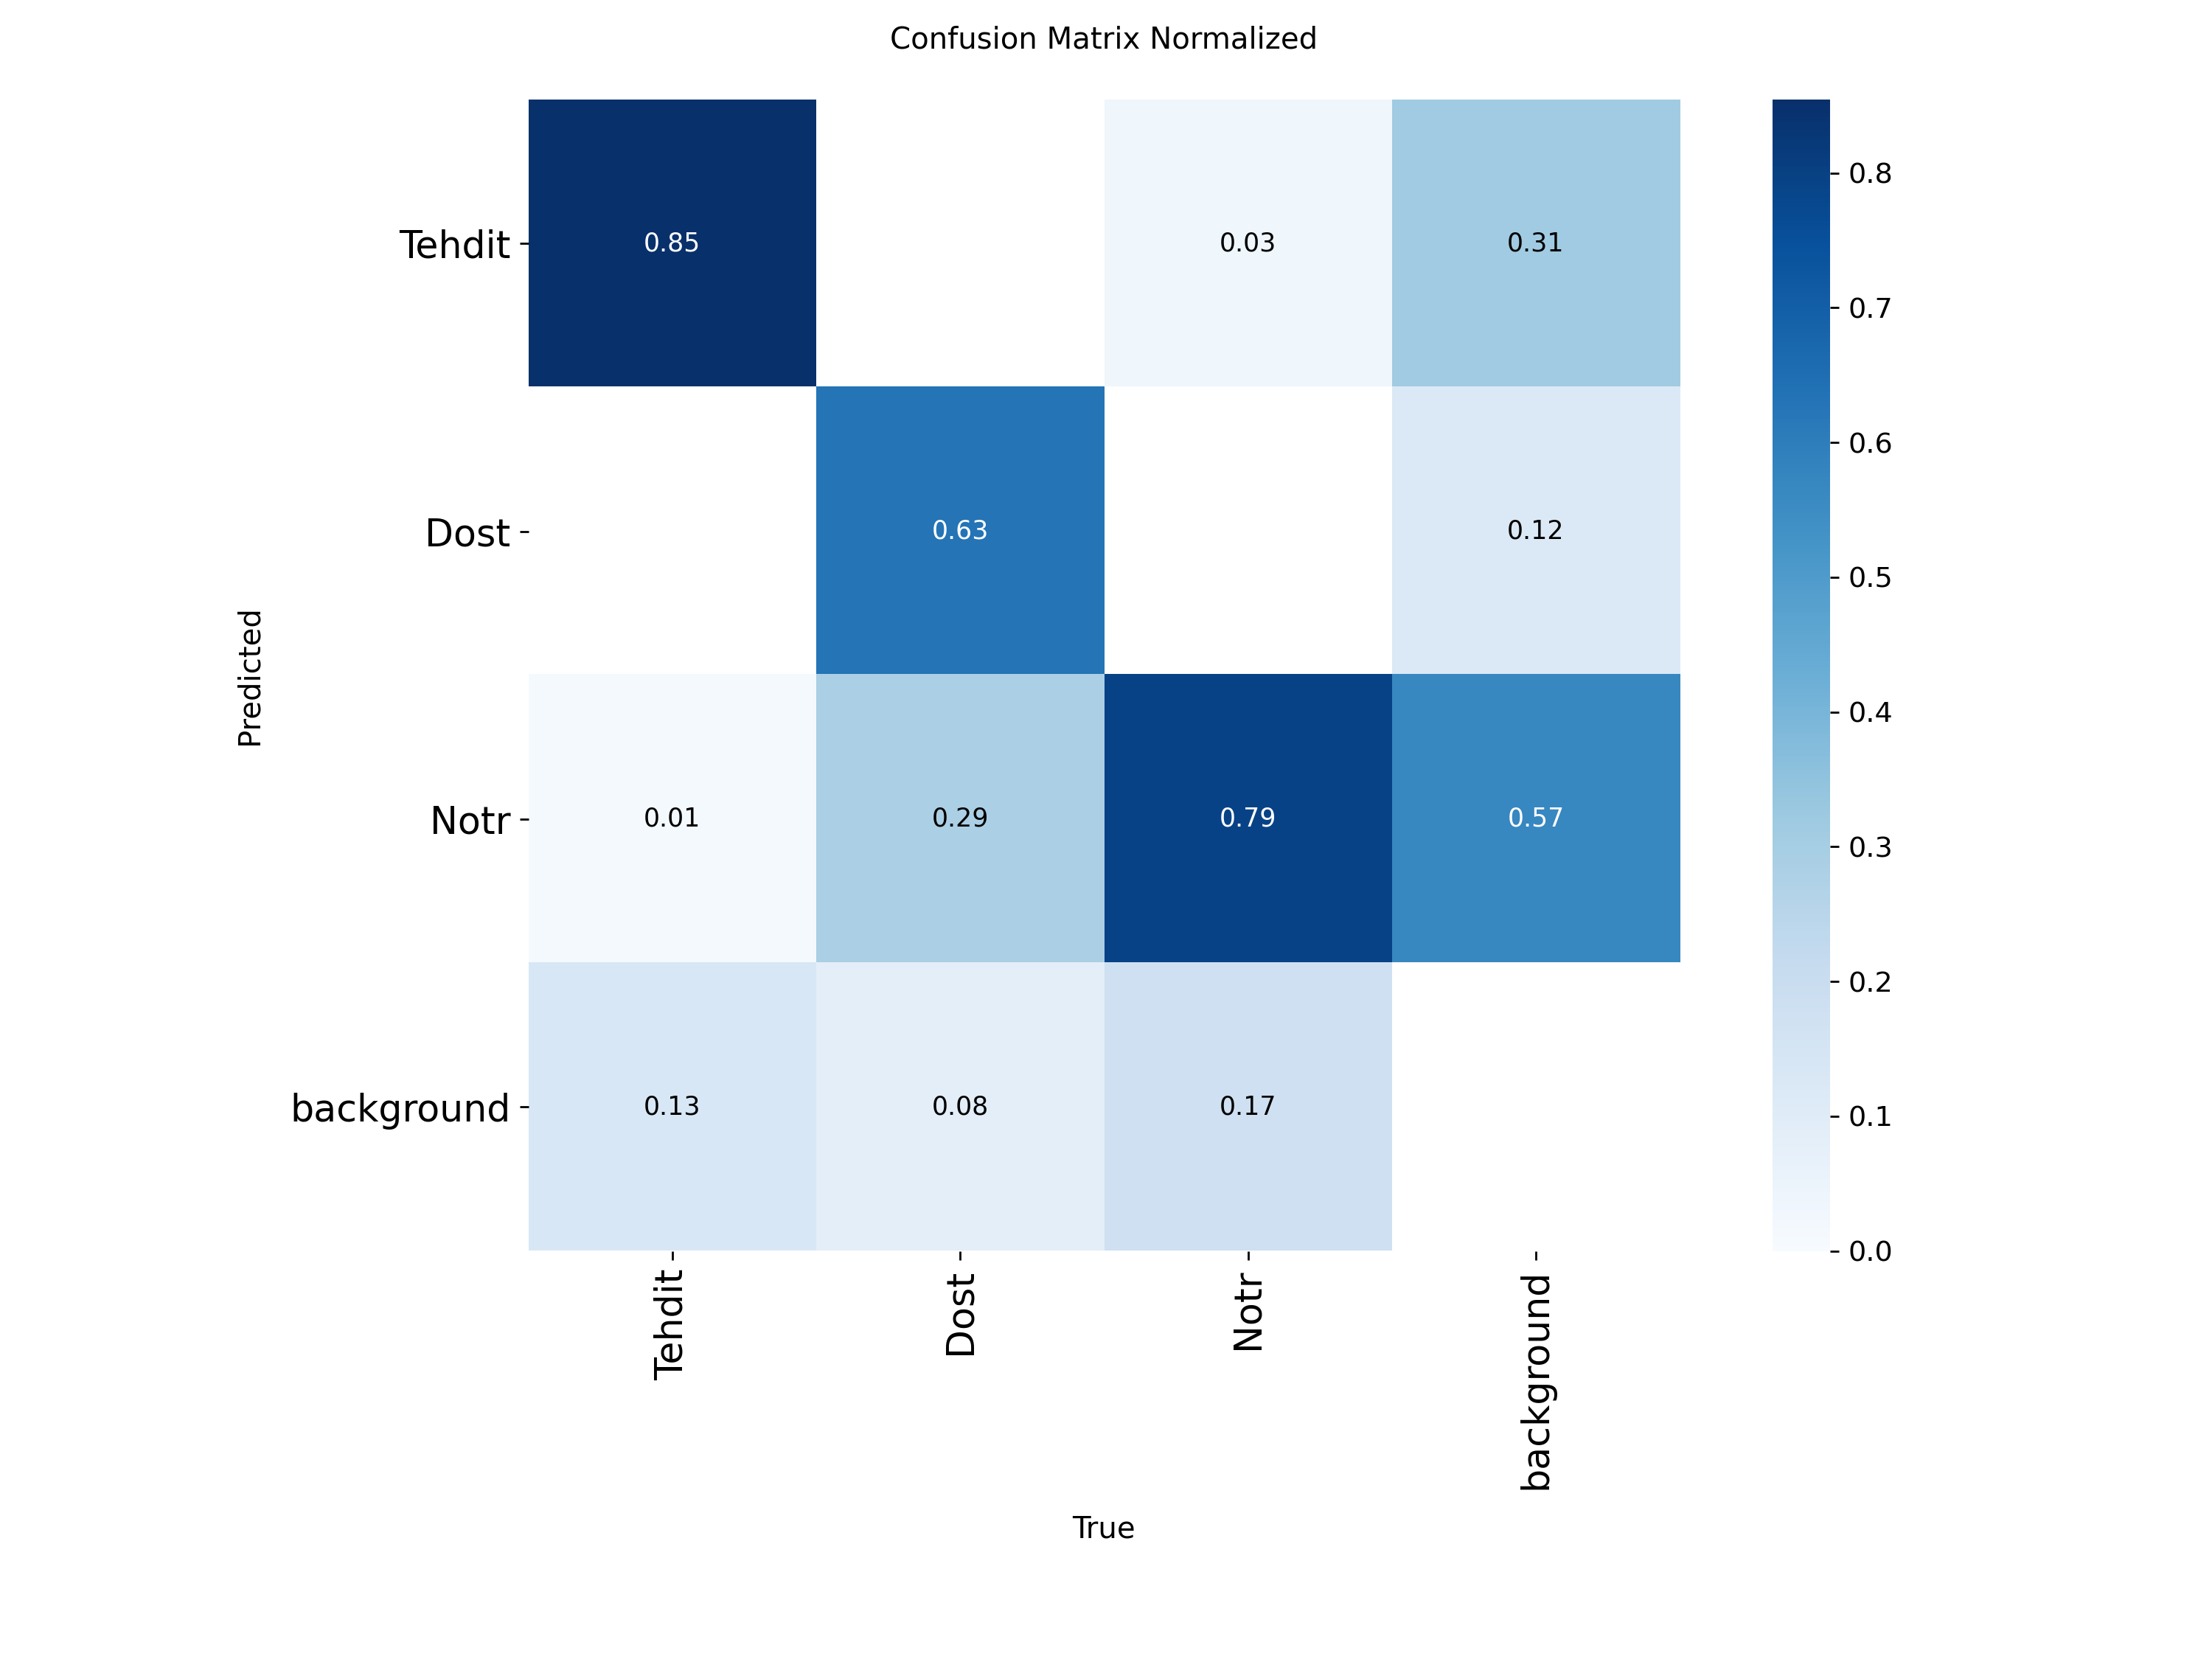 Confusion Matrix Normalized
Tehdit
0.85
0.03
0.31
Dost
0.63
0.12
Notr
0.01
0.29
0.79
0.57
background
0.13
0.08
0.17
Predicted
Tehdit
Dost
Notr
background
True
0.8
0.7
0.6
0.5
0.4
0.3
0.2
0.1
0.0